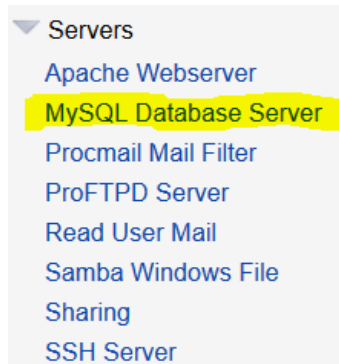 Servers
Apache Webserver
MySQL Database Server
Procmail Mail Filter
ProFTPD Server
Read User Mail
Samba Windows File
Sharing
SSH Server